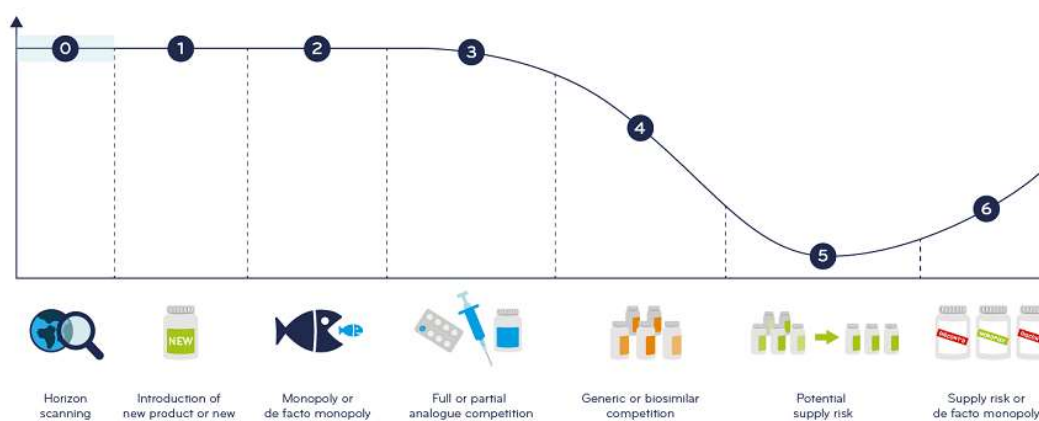 0
1
2
3
4
5
6
NEW
Horizon
scanning
Introduction of
new product or new
Monopoly or
de facto monopoly
Full or partial
analogue competition
Generic or biosimilar
competition
Potential
supply risk
Supply risk or
de facto monopoly